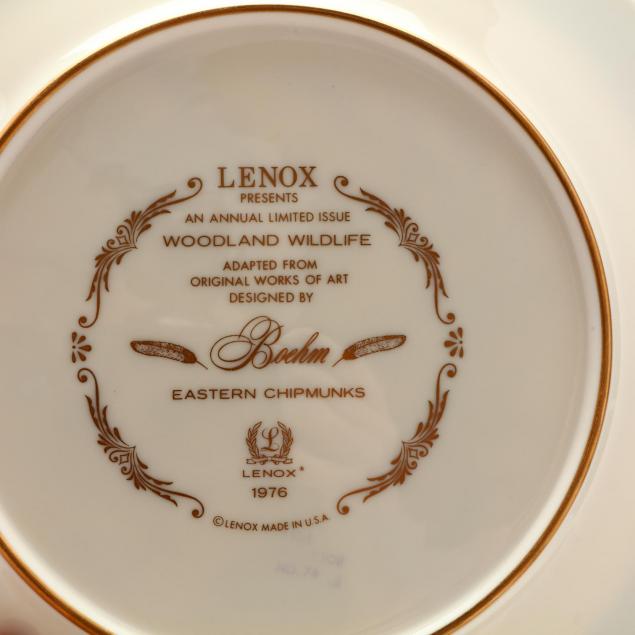 LENOX
PRESENTS
AN ANNUAL LIMITED ISSUE
WOODLAND WILDLIFE
ADAPTED FROM
ORIGINAL WORKS OF ART
DESIGNED BY
Boehm
EASTERN CHIPMUNKS
L
LENOX*
1976
© LENOX MADE IN U.S.A.